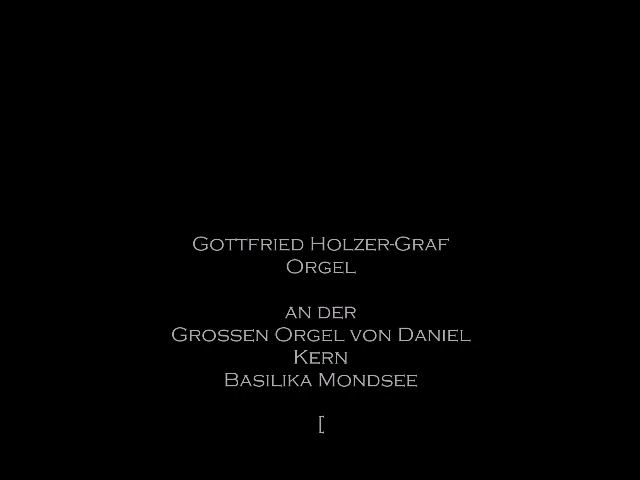 Gottfried Holzer-Graf
Orgel
an der
Grossen Orgel von Daniel
Kern
Basilika Mondsee
[